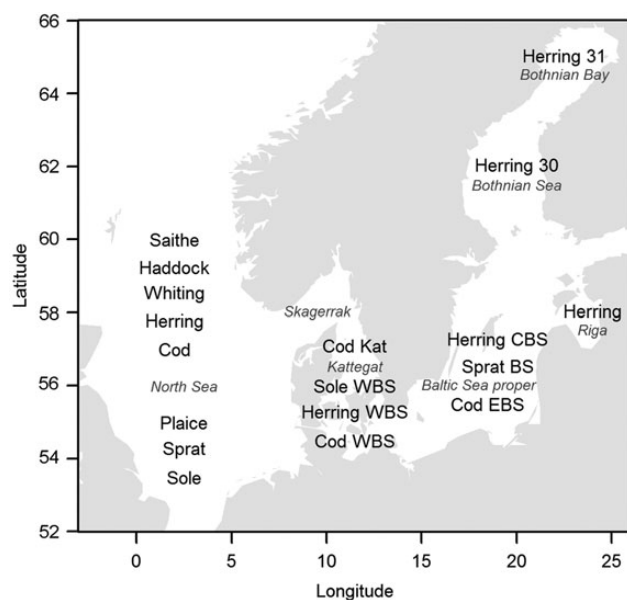 66
64
62
60
58
56
54
52
Latitude
0
5
10
15
20
25
Longitude
Herring 31
Bothnian Bay
Herring 30
Bothnian Sea
Saithe
Haddock
Whiting
Herring
Cod
North Sea
Plaice
Sprat
Sole
Skagerrak
Cod Kat
Kattegat
Sole WBS
Herring WBS
Cod WBS
Herring CBS
Sprat BS
Baltic Sea proper
Cod EBS
Herring
Riga